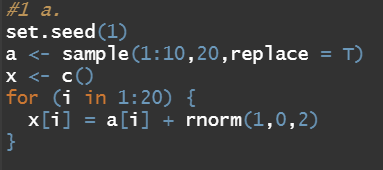 #1 a.
set.seed(1)
a <- sample(1:10,20,replace = T)
x <- c()
for (i in 1:20) {
  x[i] = a[i] + rnorm(1,0,2)
}